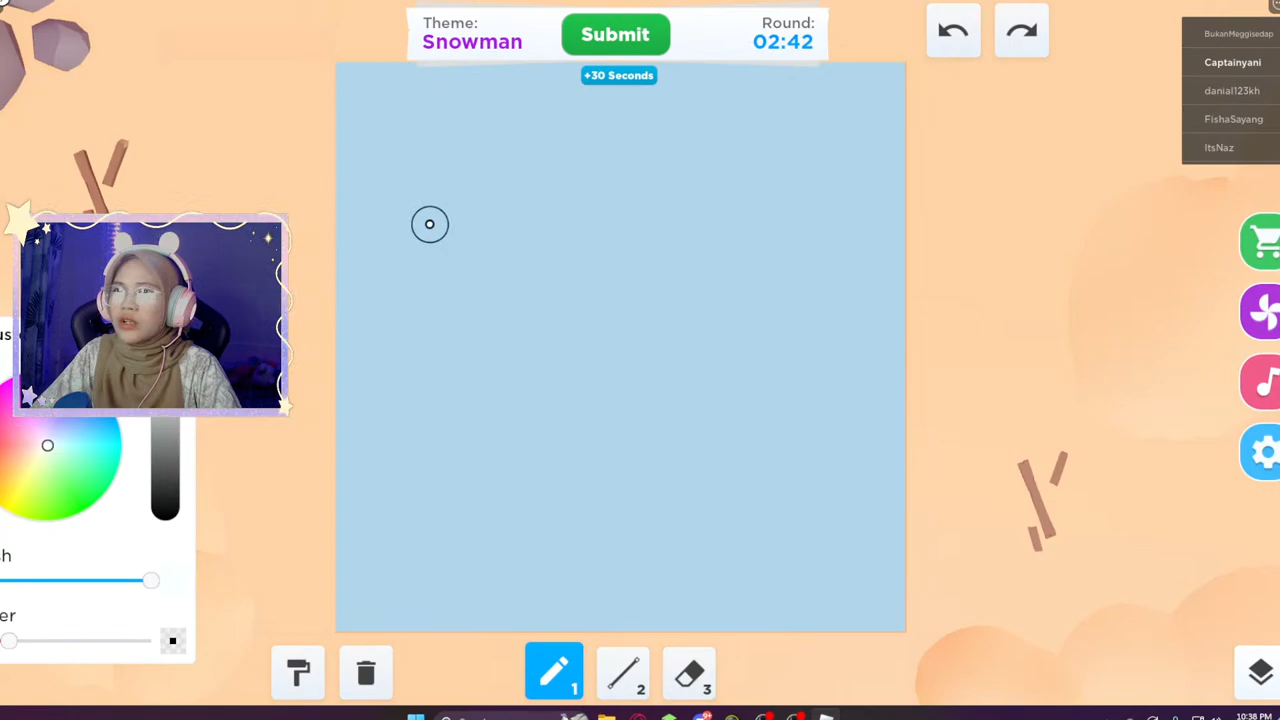 Theme:
Snowman
Submit
Round:
02:42
+30 Seconds
BukanMeggisedap
Captainyani
danial123kh
FishaSayang
ItsNaz
1
2
3
10:38 PM